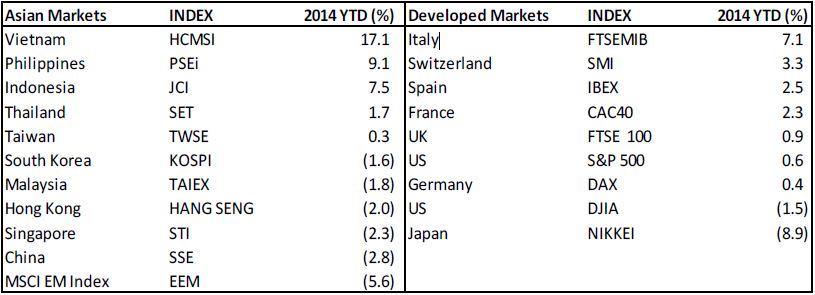 Asian Markets INDEX 2014 YTD (%) Developed Markets INDEX 2014 YTD (%)
Vietnam HCMSI 17.1 Italy FTSEMIB 7.1
Philippines PSEi 9.1 Switzerland SMI 3.3
Indonesia JCI 7.5 Spain IBEX 2.5
Thailand SET 1.7 France CAC40 2.3
Taiwan TWSE 0.3 UK FTSE 100 0.9
South Korea KOSPI (1.6) US S&P 500 0.6
Malaysia TAIEX (1.8) Germany DAX 0.4
Hong Kong HANG SENG (2.0) US DJIA (1.5)
Singapore STI (2.3) Japan NIKKEI (8.9)
China SSE (2.8)
MSCI EM Index EEM (5.6)